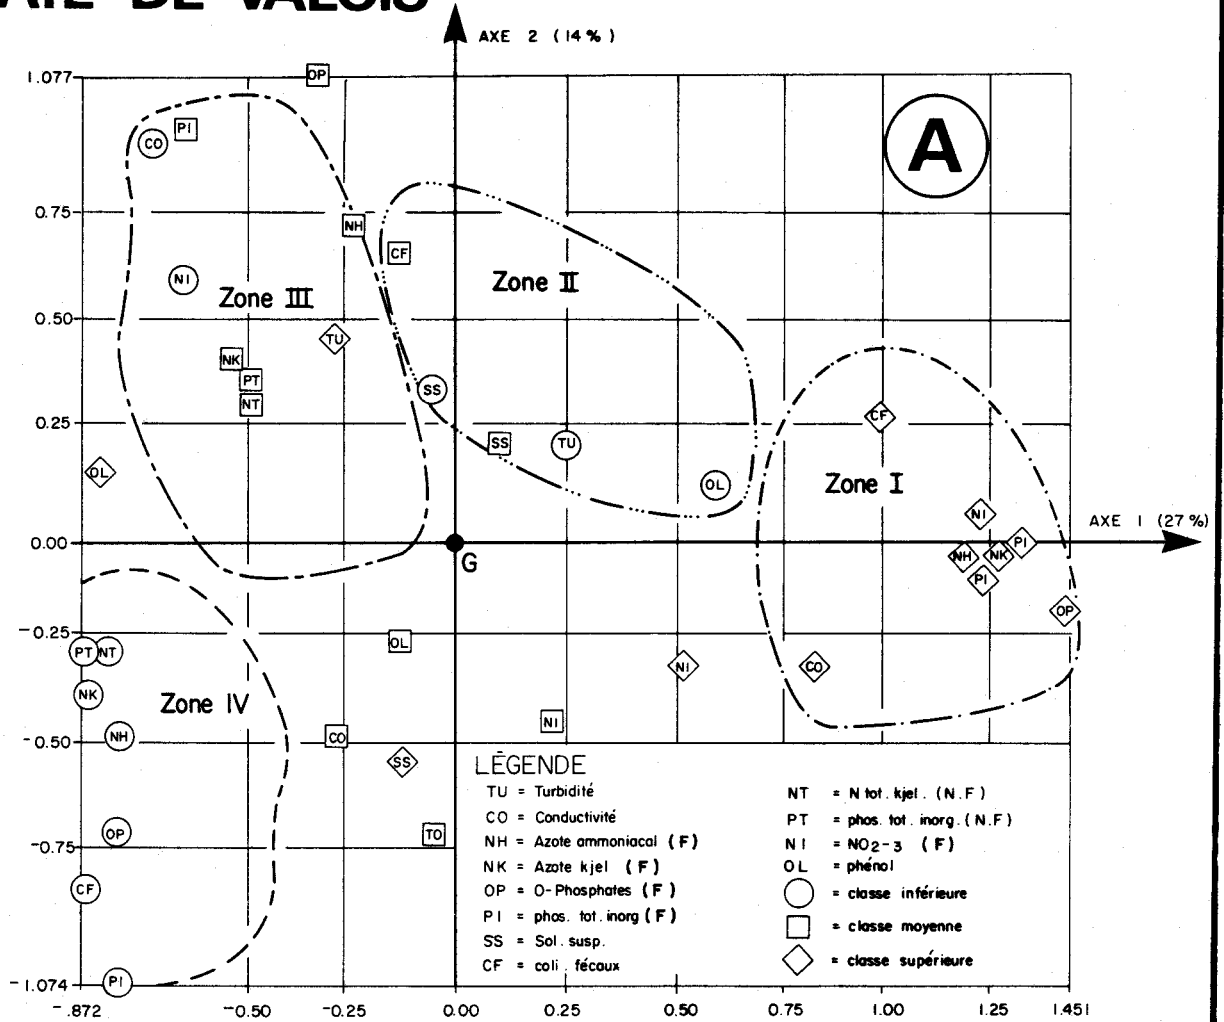 DE VALOIS
AXE 2 (14%)
1.077
OP
A
PI
CO
0.75
NH
CF
NI
Zone III
Zone II
0.50
TU
NK
PT
NT
SS
CF
0.25
SS
TU
OL
OL
Zone I
NI
AXE 1 (27%)
0.00
G
PI
NH
NK
PI
OP
-0.25
OL
PT
NT
NI
CO
NK
Zone IV
NI
NH
CO
-0.50
SS
OP
TO
-0.75
CF
PI
-1.074
LÉGENDE
TU = Turbidité
CO = Conductivité
NH = Azote ammoniacal (F)
NK = Azote kjel (F)
OP = O-Phosphates (F)
PI = phos. tot. inorg (F)
SS = Sol. susp.
CF = coli. fécaux
NT = N tot. kjel. (N.F)
PT = phos. tot. inorg. (N.F)
NI = NO2-3 (F)
OL = phénol
= classe inférieure
= classe moyenne
= classe supérieure
-.872 -0.50 -0.25 0.00 0.25 0.50 0.75 1.00 1.25 1.451